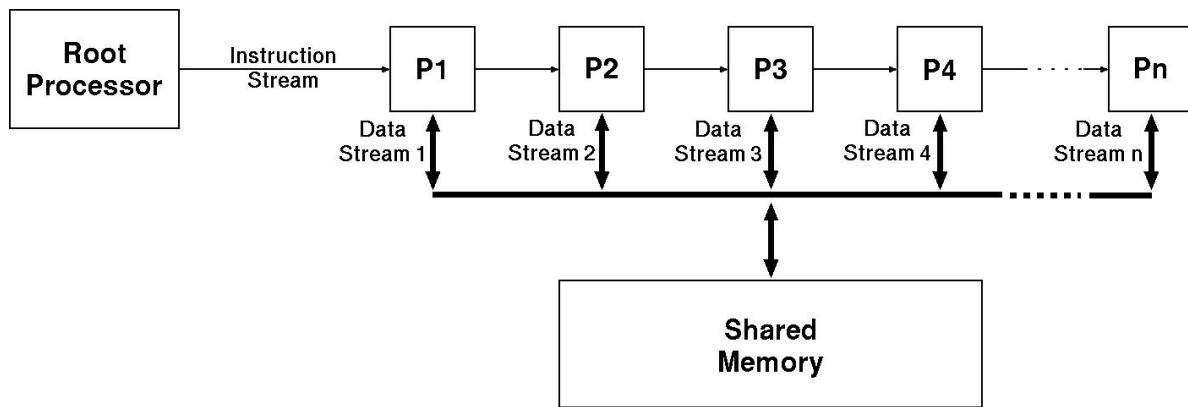 Root
Processor
Instruction
Stream
P1
P2
P3
P4
Pn
Data
Stream 1
Data
Stream 2
Data
Stream 3
Data
Stream 4
Data
Stream n
Shared
Memory